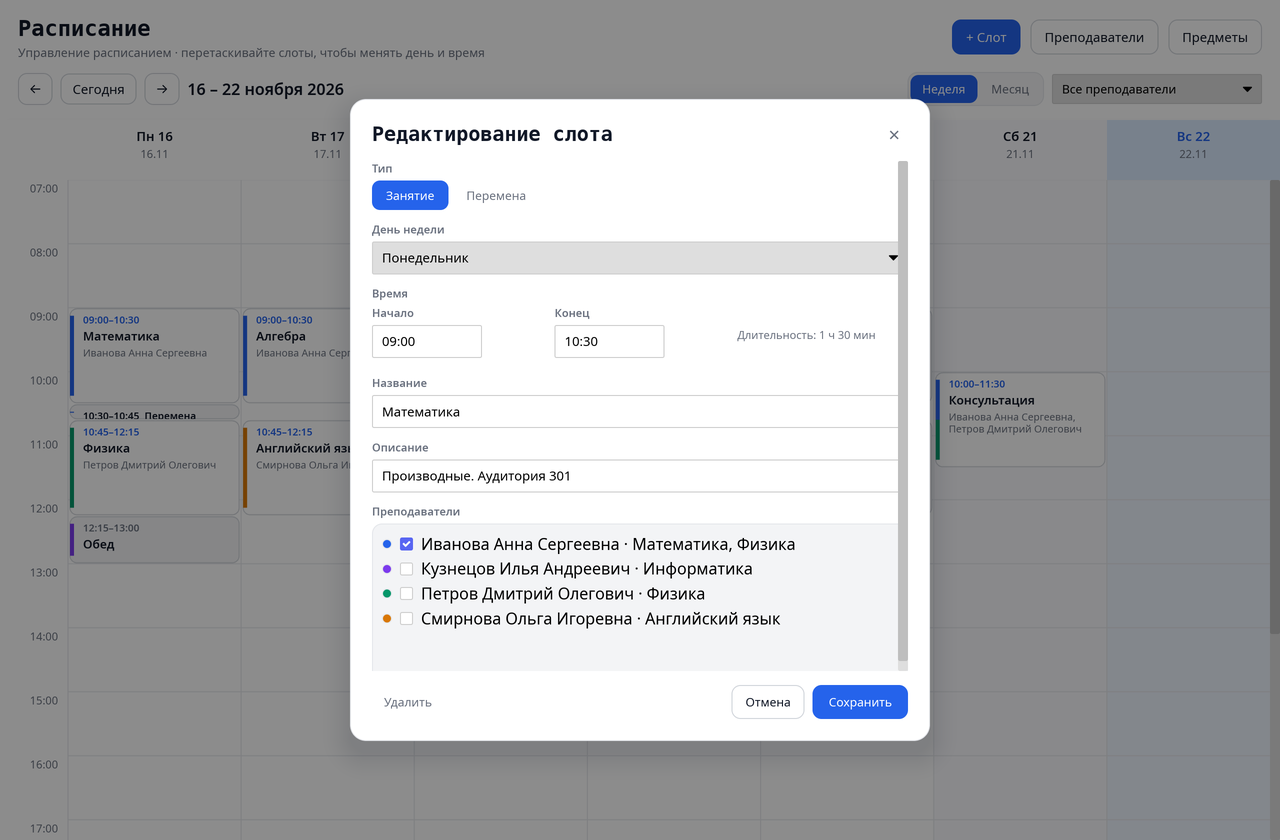 Расписание
Управление расписанием · перетаскивайте слоты, чтобы менять день и время
+ Слот
Преподаватели
Предметы
←
Сегодня
→
16 – 22 ноября 2026
Неделя
Месяц
Все преподаватели
Пн 16
16.11
Вт 17
17.11
Сб 21
21.11
Вс 22
22.11
07:00
08:00
09:00
10:00
11:00
12:00
13:00
14:00
15:00
16:00
17:00
09:00–10:30
Математика
Иванова Анна Сергеевна
10:30–10:45 Перемена
10:45–12:15
Физика
Петров Дмитрий Олегович
12:15–13:00
Обед
09:00–10:30
Алгебра
Иванова Анна Серг
10:45–12:15
Английский язы
Смирнова Ольга И
10:00–11:30
Консультация
Иванова Анна Сергеевна,
Петров Дмитрий Олегович
Редактирование слота
×
Тип
Занятие
Перемена
День недели
Понедельник
Время
Начало
Конец
09:00
10:30
Длительность: 1 ч 30 мин
Название
Математика
Описание
Производные. Аудитория 301
Преподаватели
Иванова Анна Сергеевна · Математика, Физика
Кузнецов Илья Андреевич · Информатика
Петров Дмитрий Олегович · Физика
Смирнова Ольга Игоревна · Английский язык
Удалить
Отмена
Сохранить